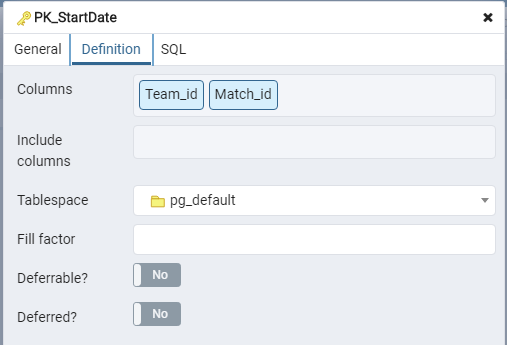 PK_StartDate
General Definition SQL
Columns Team_id Match_id
Include
columns
Tablespace pg_default
Fill factor
Deferrable? No
Deferred? No